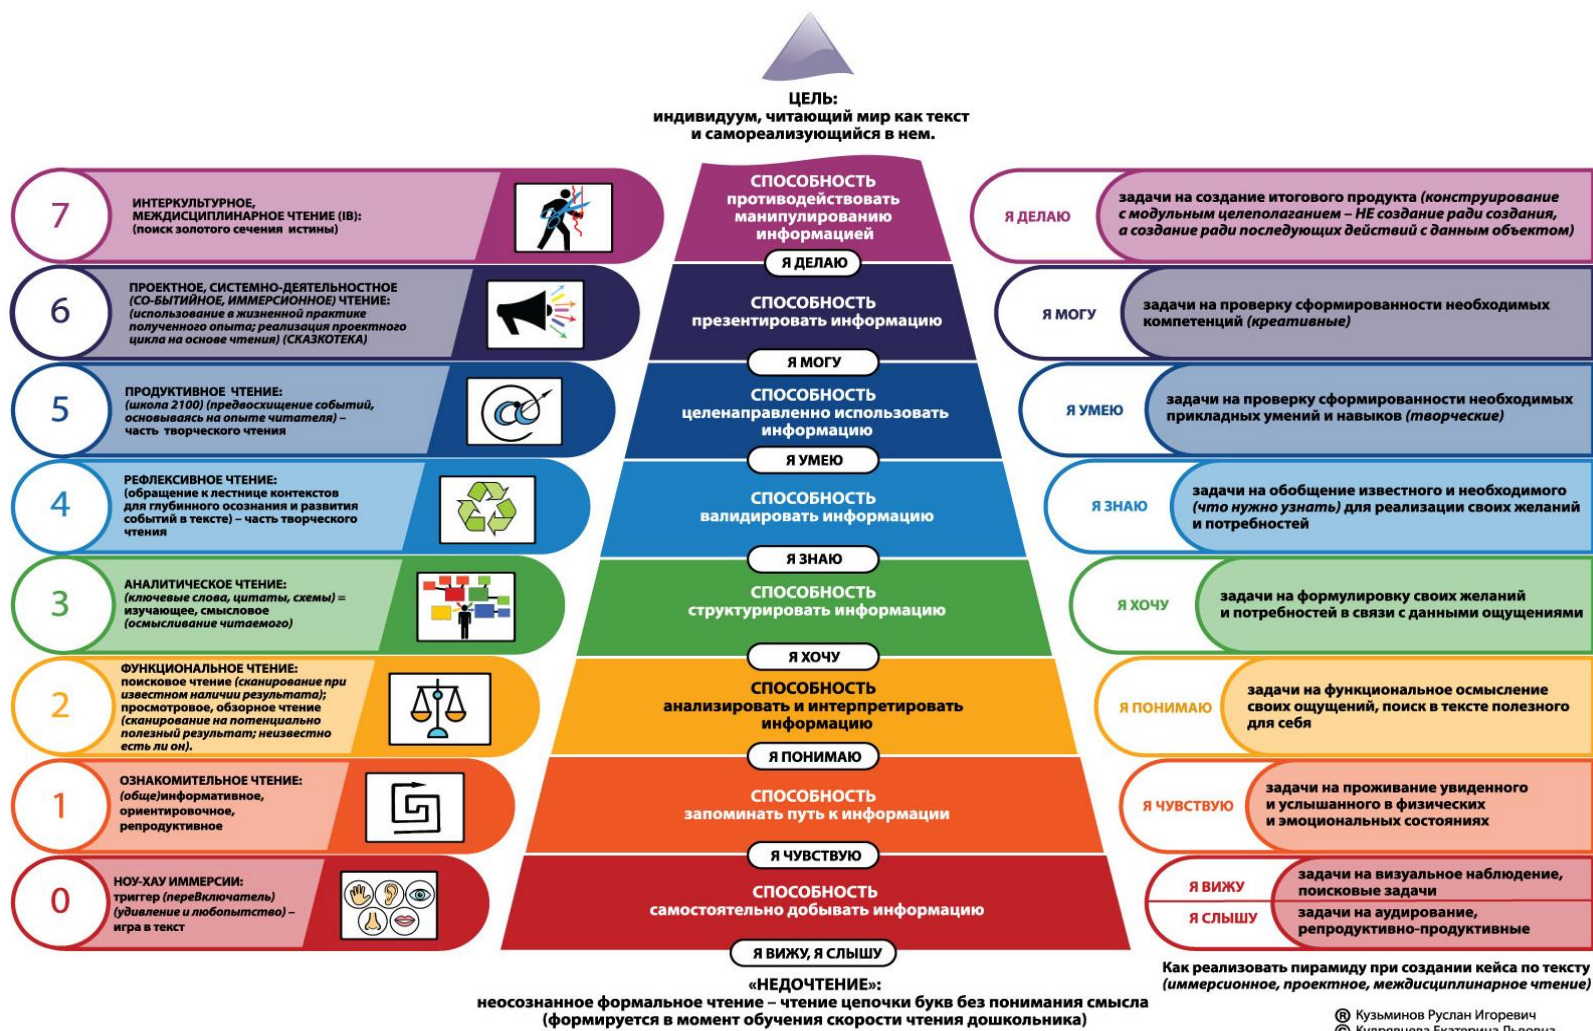 ЦЕЛЬ:
индивидуум, читающий мир как текст
и самореализующийся в нем.
7
ИНТЕРКУЛЬТУРНОЕ,
МЕЖДИСЦИПЛИНАРНОЕ ЧТЕНИЕ (IB):
(поиск золотого сечения истины)
СПОСОБНОСТЬ
противодействовать
манипулированию
информацией
Я ДЕЛАЮ
Я ДЕЛАЮ
задачи на создание итогового продукта (конструирование
с модульным целеполаганием – НЕ создание ради создания,
а создание ради последующих действий с данным объектом)
6
ПРОЕКТНОЕ, СИСТЕМНО-ДЕЯТЕЛЬНОСТНОЕ
(СО-БЫТИЙНОЕ, ИММЕРСИОННОЕ) ЧТЕНИЕ:
(использование в жизненной практике
полученного опыта; реализация проектного
цикла на основе чтения) (СКАЗКОТЕКА)
СПОСОБНОСТЬ
презентировать информацию
Я МОГУ
Я МОГУ
задачи на проверку сформированности необходимых
компетенций (креативные)
5
ПРОДУКТИВНОЕ ЧТЕНИЕ:
(школа 2100) (предвосхищение событий,
основываясь на опыте читателя) –
часть творческого чтения
СПОСОБНОСТЬ
целенаправленно использовать
информацию
Я УМЕЮ
Я УМЕЮ
задачи на проверку сформированности необходимых
прикладных умений и навыков (творческие)
4
РЕФЛЕКСИВНОЕ ЧТЕНИЕ:
(обращение к лестнице контекстов
для глубинного осознания и развития
событий в тексте) – часть творческого
чтения
СПОСОБНОСТЬ
валидировать информацию
Я ЗНАЮ
Я ЗНАЮ
задачи на обобщение известного и необходимого
(что нужно узнать) для реализации своих желаний
и потребностей
3
АНАЛИТИЧЕСКОЕ ЧТЕНИЕ:
(ключевые слова, цитаты, схемы) =
изучающее, смысловое
(осмысливание читаемого)
СПОСОБНОСТЬ
структурировать информацию
Я ХОЧУ
Я ХОЧУ
задачи на формулировку своих желаний
и потребностей в связи с данными ощущениями
2
ФУНКЦИОНАЛЬНОЕ ЧТЕНИЕ:
поисковое чтение (сканирование при
известном наличии результата);
просмотровое, обзорное чтение
(сканирование на потенциально
полезный результат; неизвестно
есть ли он).
СПОСОБНОСТЬ
анализировать и интерпретировать
информацию
Я ПОНИМАЮ
Я ПОНИМАЮ
задачи на функциональное осмысление
своих ощущений, поиск в тексте полезного
для себя
1
ОЗНАКОМИТЕЛЬНОЕ ЧТЕНИЕ:
(обще)информативное,
ориентировочное,
репродуктивное
СПОСОБНОСТЬ
запоминать путь к информации
Я ЧУВСТВУЮ
Я ЧУВСТВУЮ
задачи на проживание увиденного
и услышанного в физических
и эмоциональных состояниях
0
НОУ-ХАУ ИММЕРСИИ:
триггер (переВключатель)
(удивление и любопытство) –
игра в текст
СПОСОБНОСТЬ
самостоятельно добывать информацию
Я ВИЖУ, Я СЛЫШУ
Я ВИЖУ
задачи на визуальное наблюдение,
поисковые задачи
Я СЛЫШУ
задачи на аудирование,
репродуктивно-продуктивные
«НЕДОЧТЕНИЕ»:
неосознанное формальное чтение – чтение цепочки букв без понимания смысла
(формируется в момент обучения скорости чтения дошкольника)
Как реализовать пирамиду при создании кейса по тексту
(иммерсионное, проектное, междисциплинарное чтение)
® Кузьминов Руслан Игоревич
© Кудрявцева Екатерина Львовна